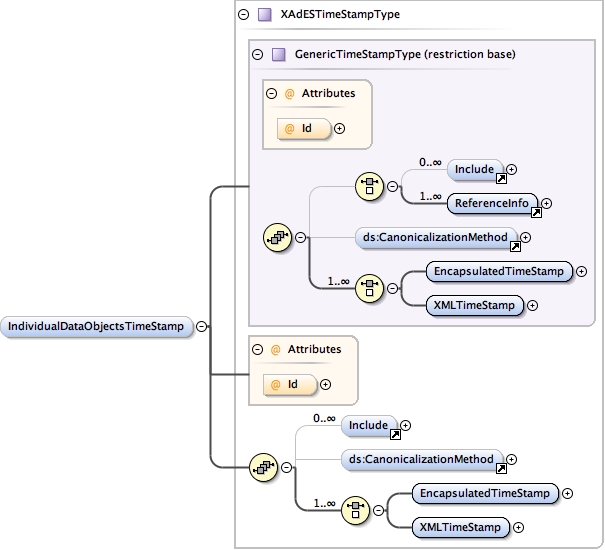 XAdESTimeStampType
GenericTimeStampType (restriction base)
@ Attributes
@ Id
0..∞
Include
1..∞
ReferenceInfo
ds:CanonicalizationMethod
1..∞
EncapsulatedTimeStamp
XMLTimeStamp
IndividualDataObjectsTimeStamp
@ Attributes
@ Id
0..∞
Include
ds:CanonicalizationMethod
1..∞
EncapsulatedTimeStamp
XMLTimeStamp